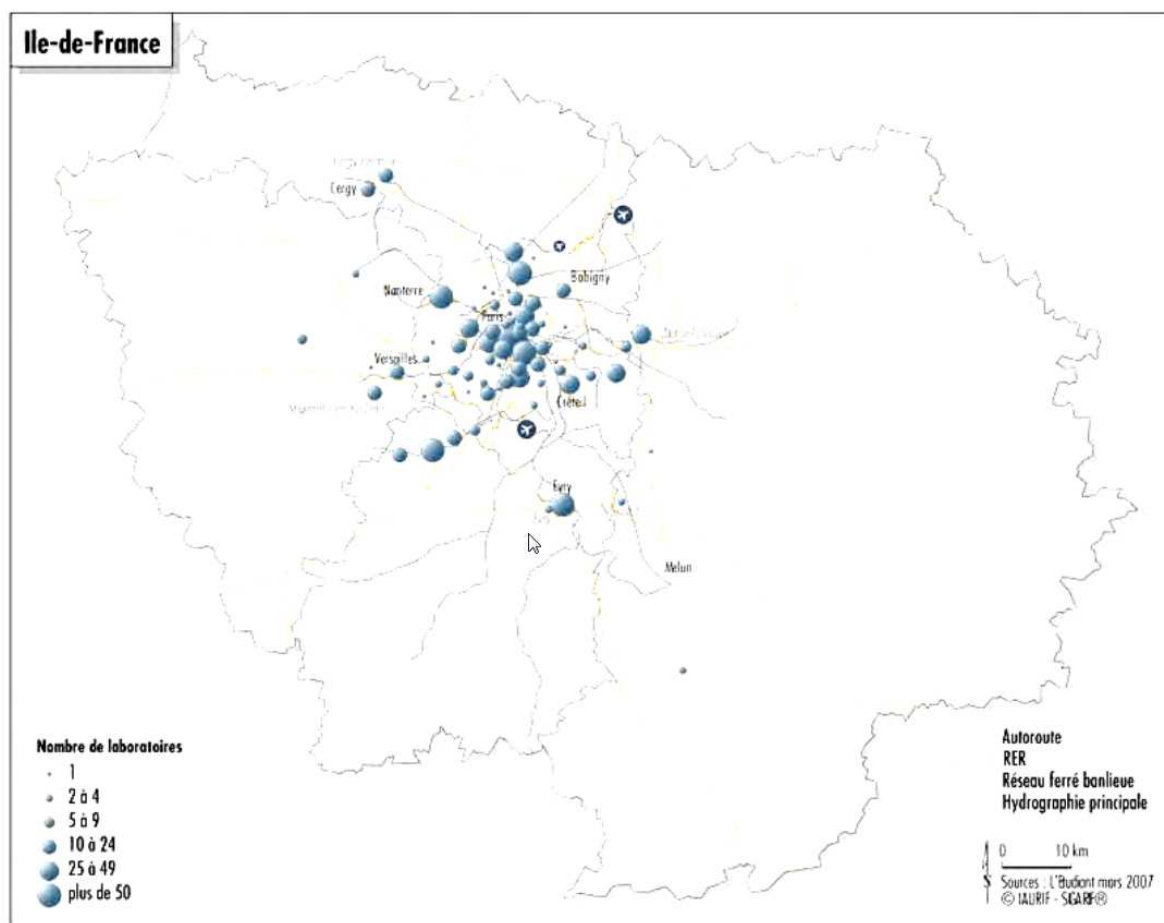 Ile-de-France
Cergy
Bobigny
Nanterre
Paris
Versailles
Créteil
Evry
Melun
Nombre de laboratoires
1
2 à 4
5 à 9
10 à 24
25 à 49
plus de 50
Autoroute
RER
Réseau ferré banlieue
Hydrographie principale
0 10 km
Sources : L'Etudiant mars 2007
© IAURIF - SIGARIF®